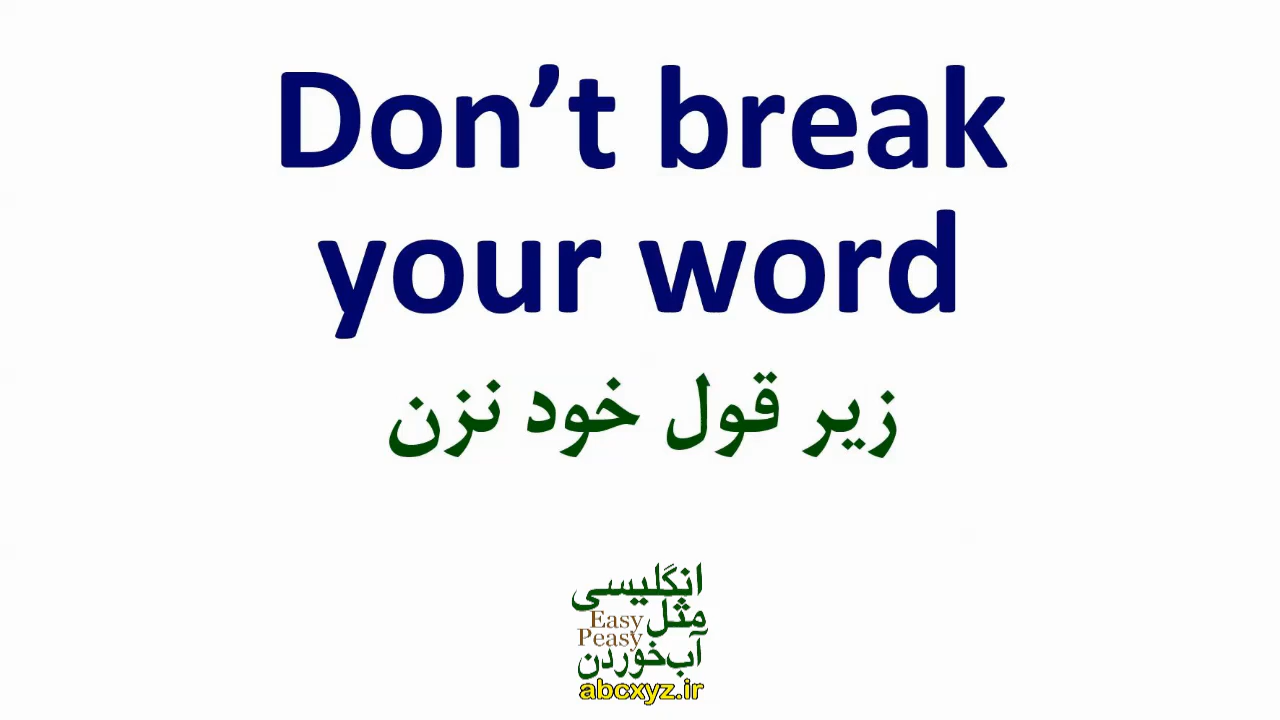 Don’t break
your word
زیر قول خود نزن
انگلیسی
مثل
Easy
Peasy
آب‌خوردن
abcxyz.ir